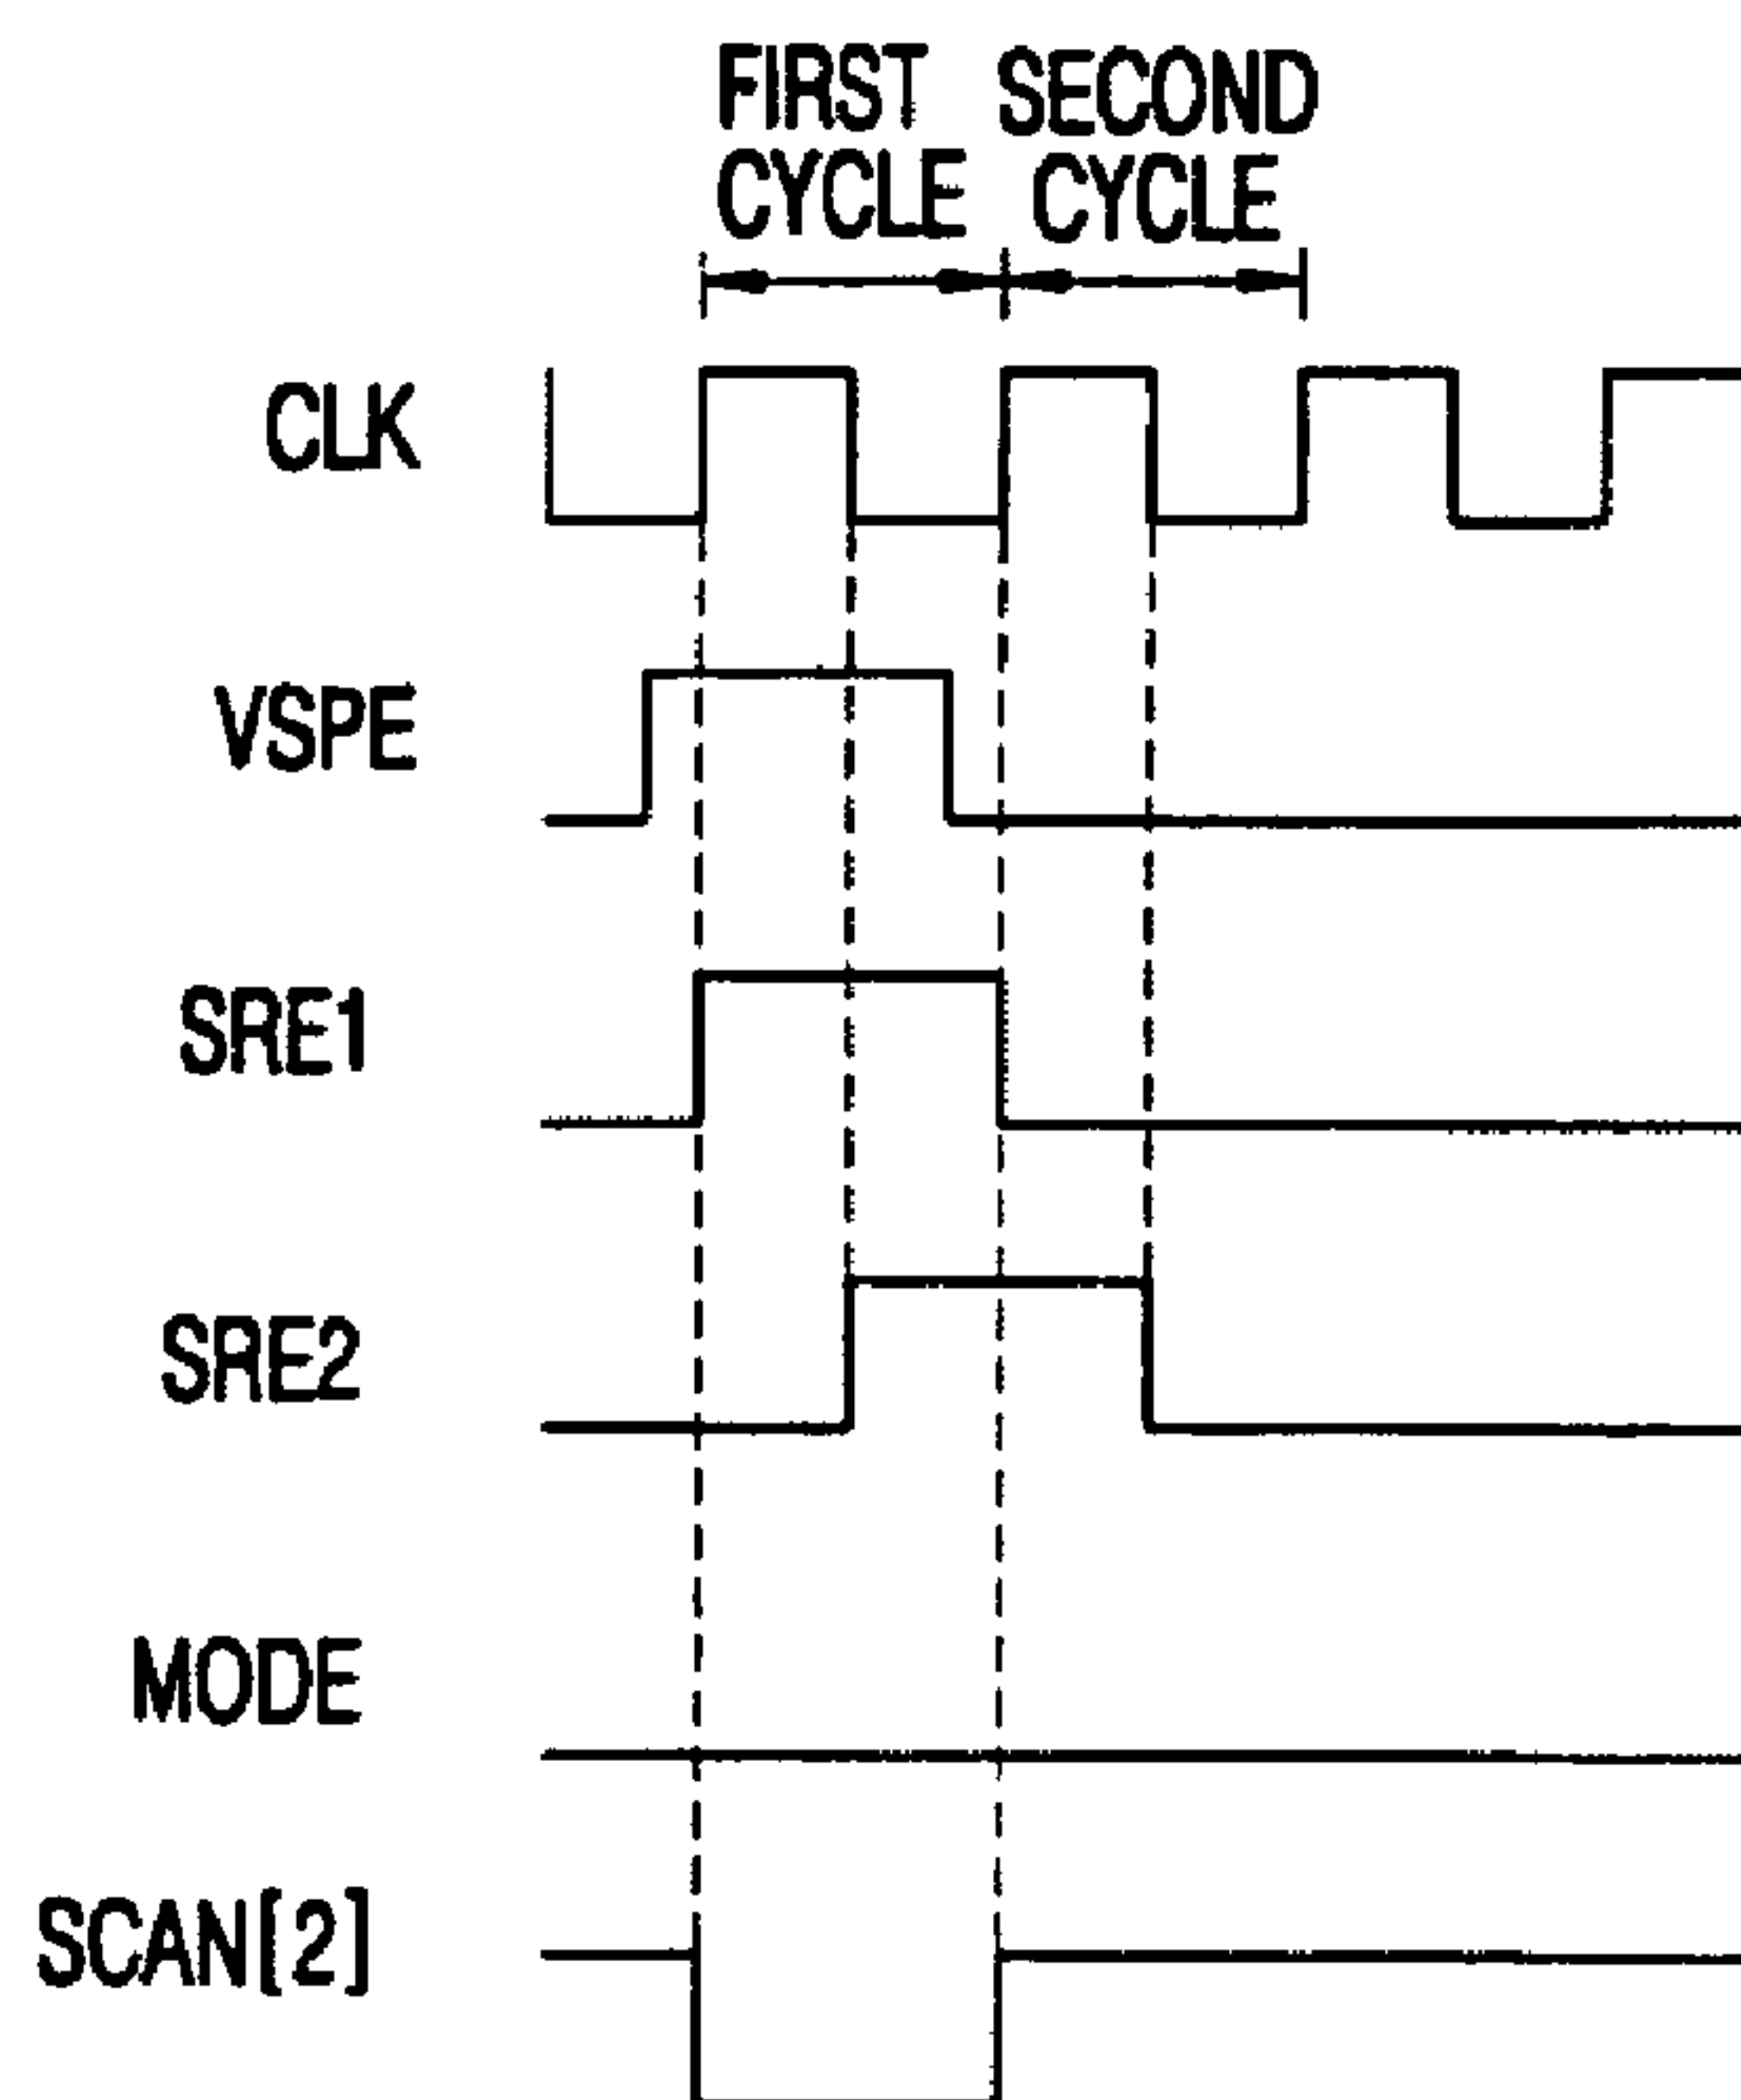 FIRST SECOND
CYCLE CYCLE
CLK
VSPE
SRE1
SRE2
MODE
SCAN[2]